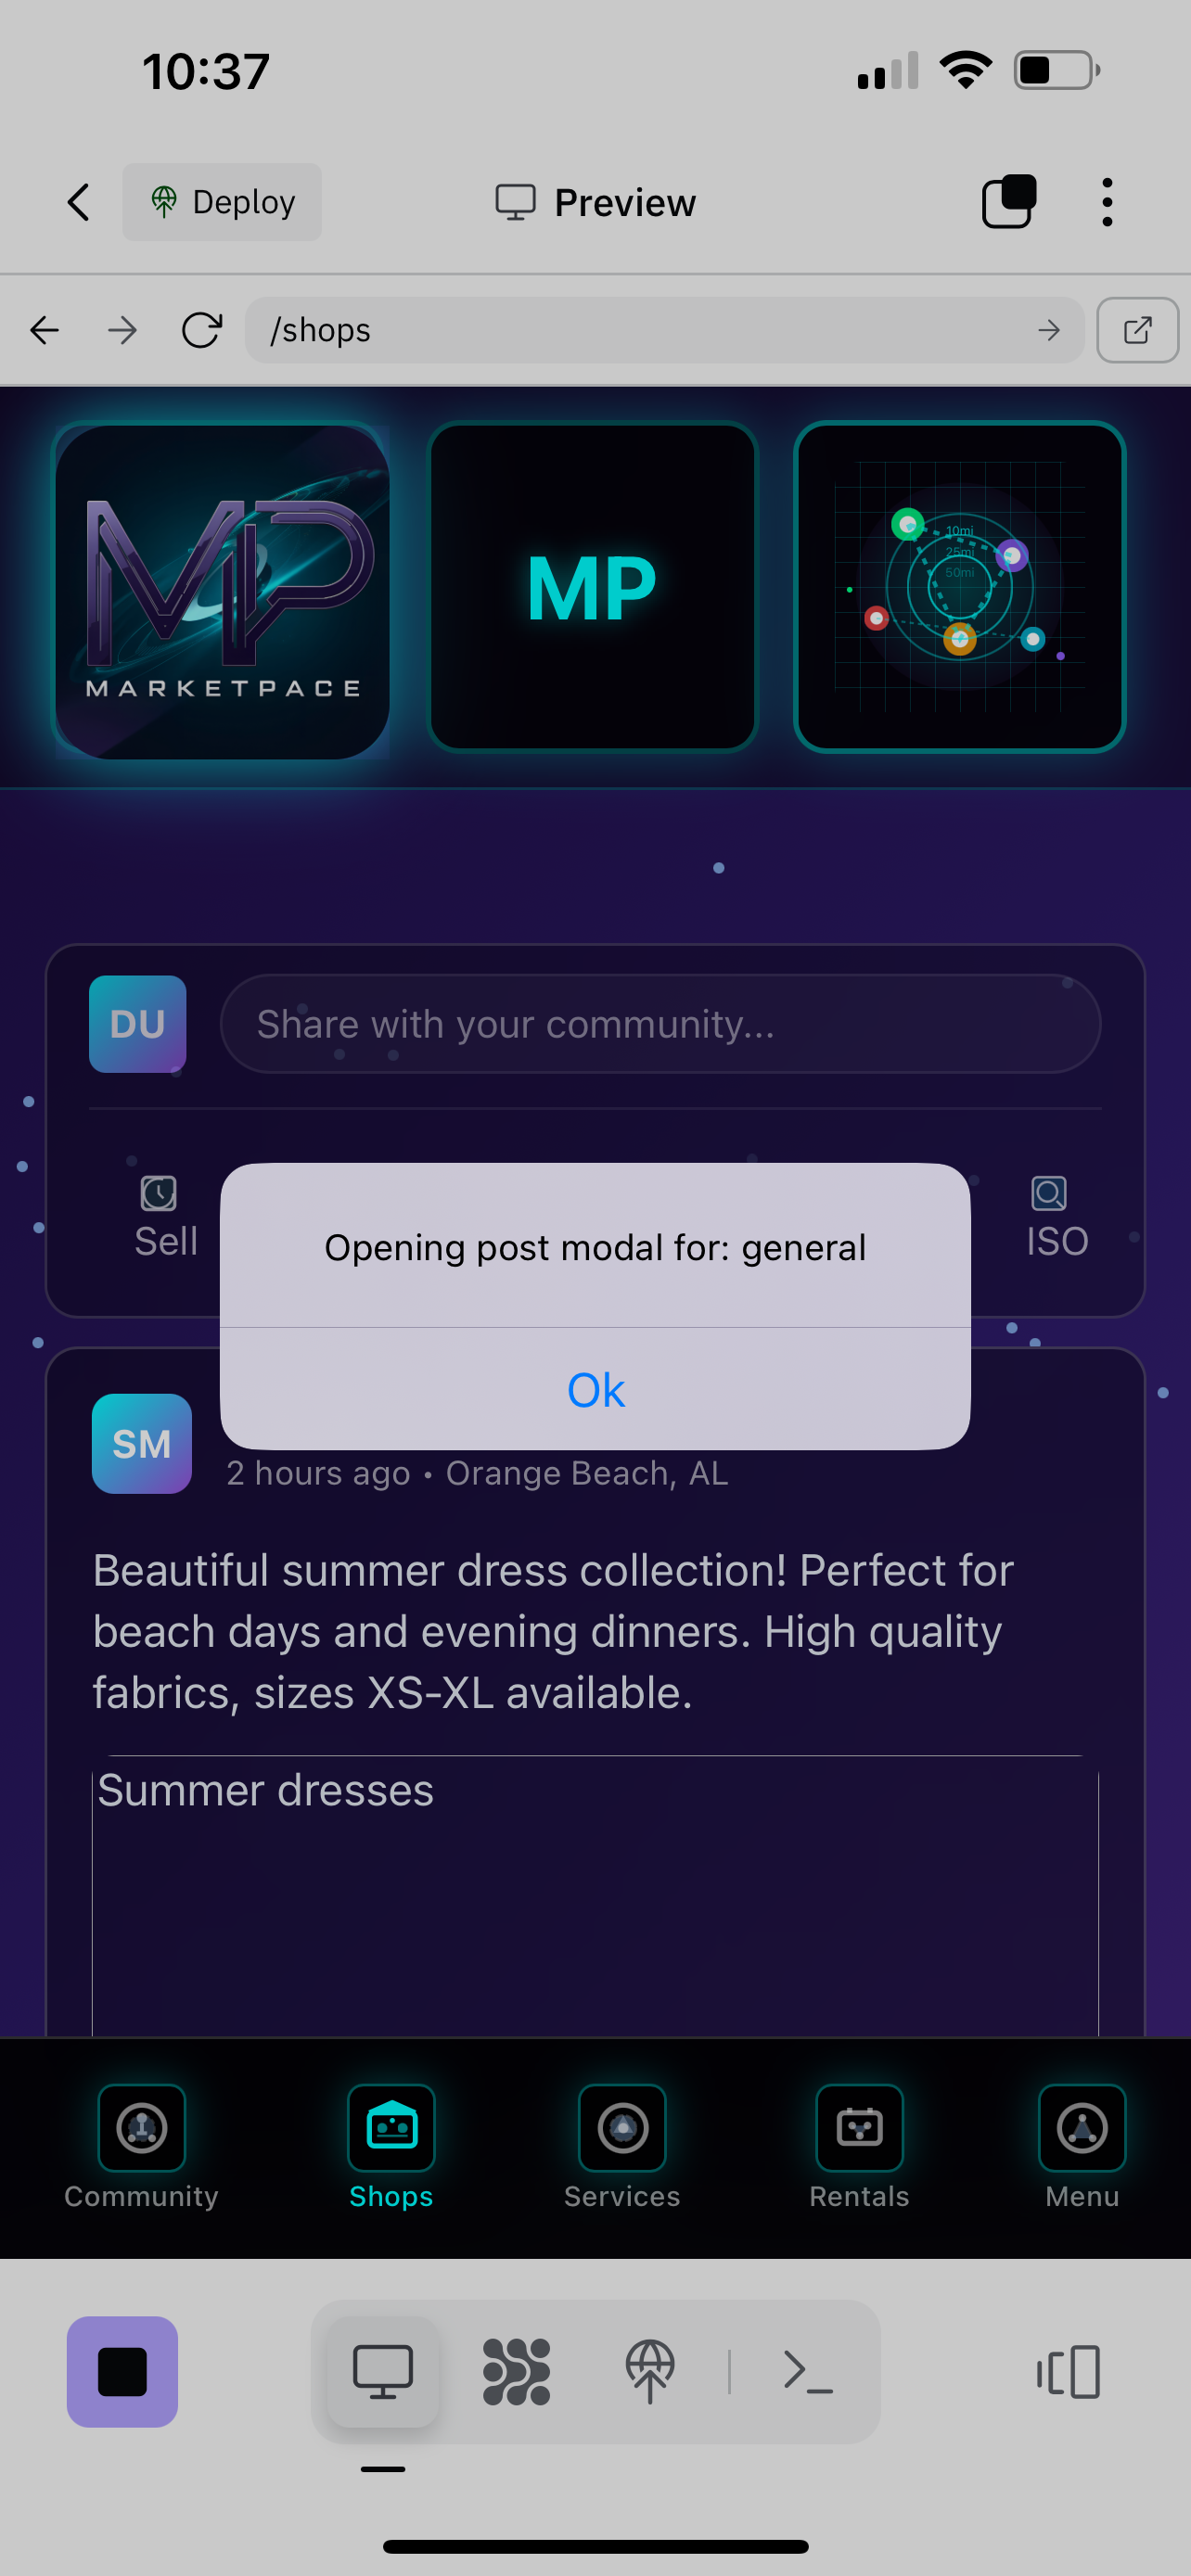 10:37
Deploy
Preview
/shops
MP
MARKETPACE
MP
10mi
25mi
50mi
DU
Share with your community...
Sell
ISO
Opening post modal for: general
Ok
SM
2 hours ago • Orange Beach, AL
Beautiful summer dress collection! Perfect for
beach days and evening dinners. High quality
fabrics, sizes XS-XL available.
Summer dresses
Community
Shops
Services
Rentals
Menu